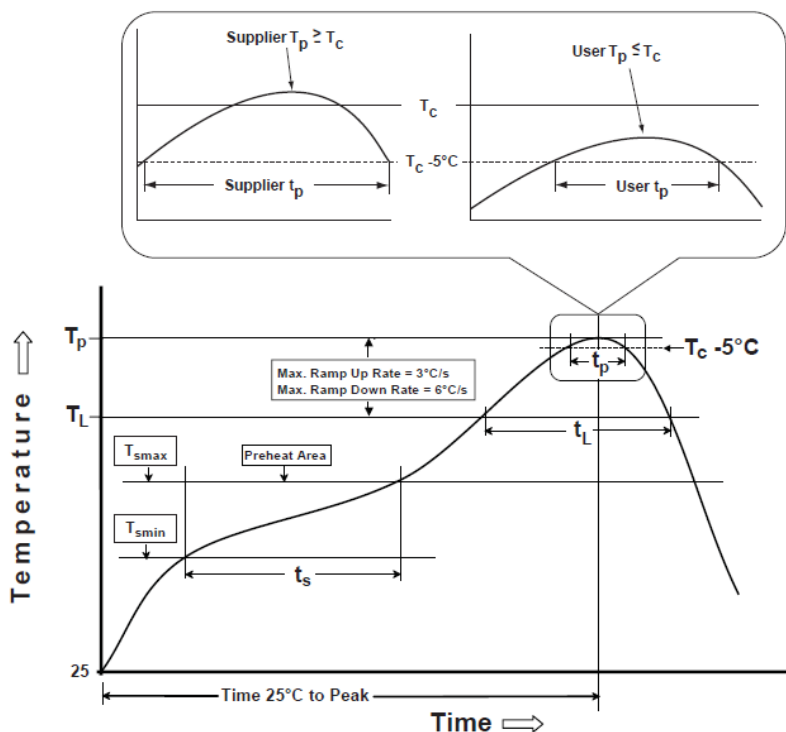 Supplier Tp ≥ Tc
User Tp ≤ Tc
Tc
Tc -5°C
Supplier tp
User tp
Tp
Tc -5°C
tp
Max. Ramp Up Rate = 3°C/s
Max. Ramp Down Rate = 6°C/s
TL
tL
Tsmax
Preheat Area
Tsmin
ts
Temperature
25
Time 25°C to Peak
Time